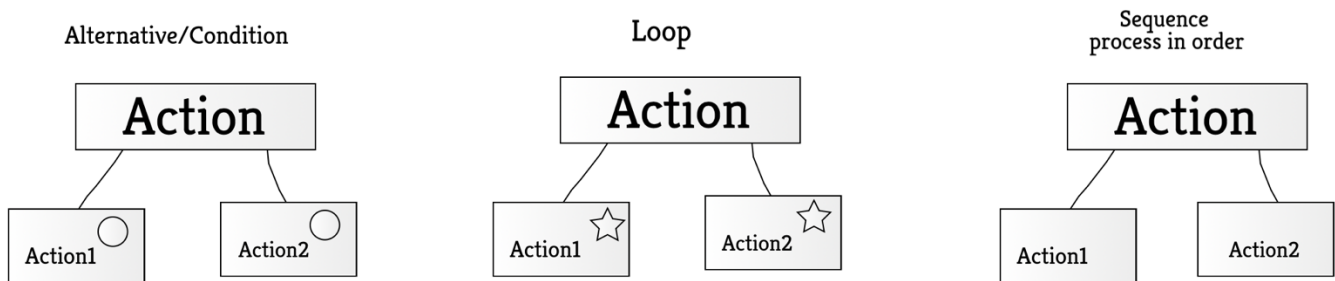 Alternative/Condition
Action
Action1
Action2
Loop
Action
Action1
Action2
Sequence
process in order
Action
Action1
Action2